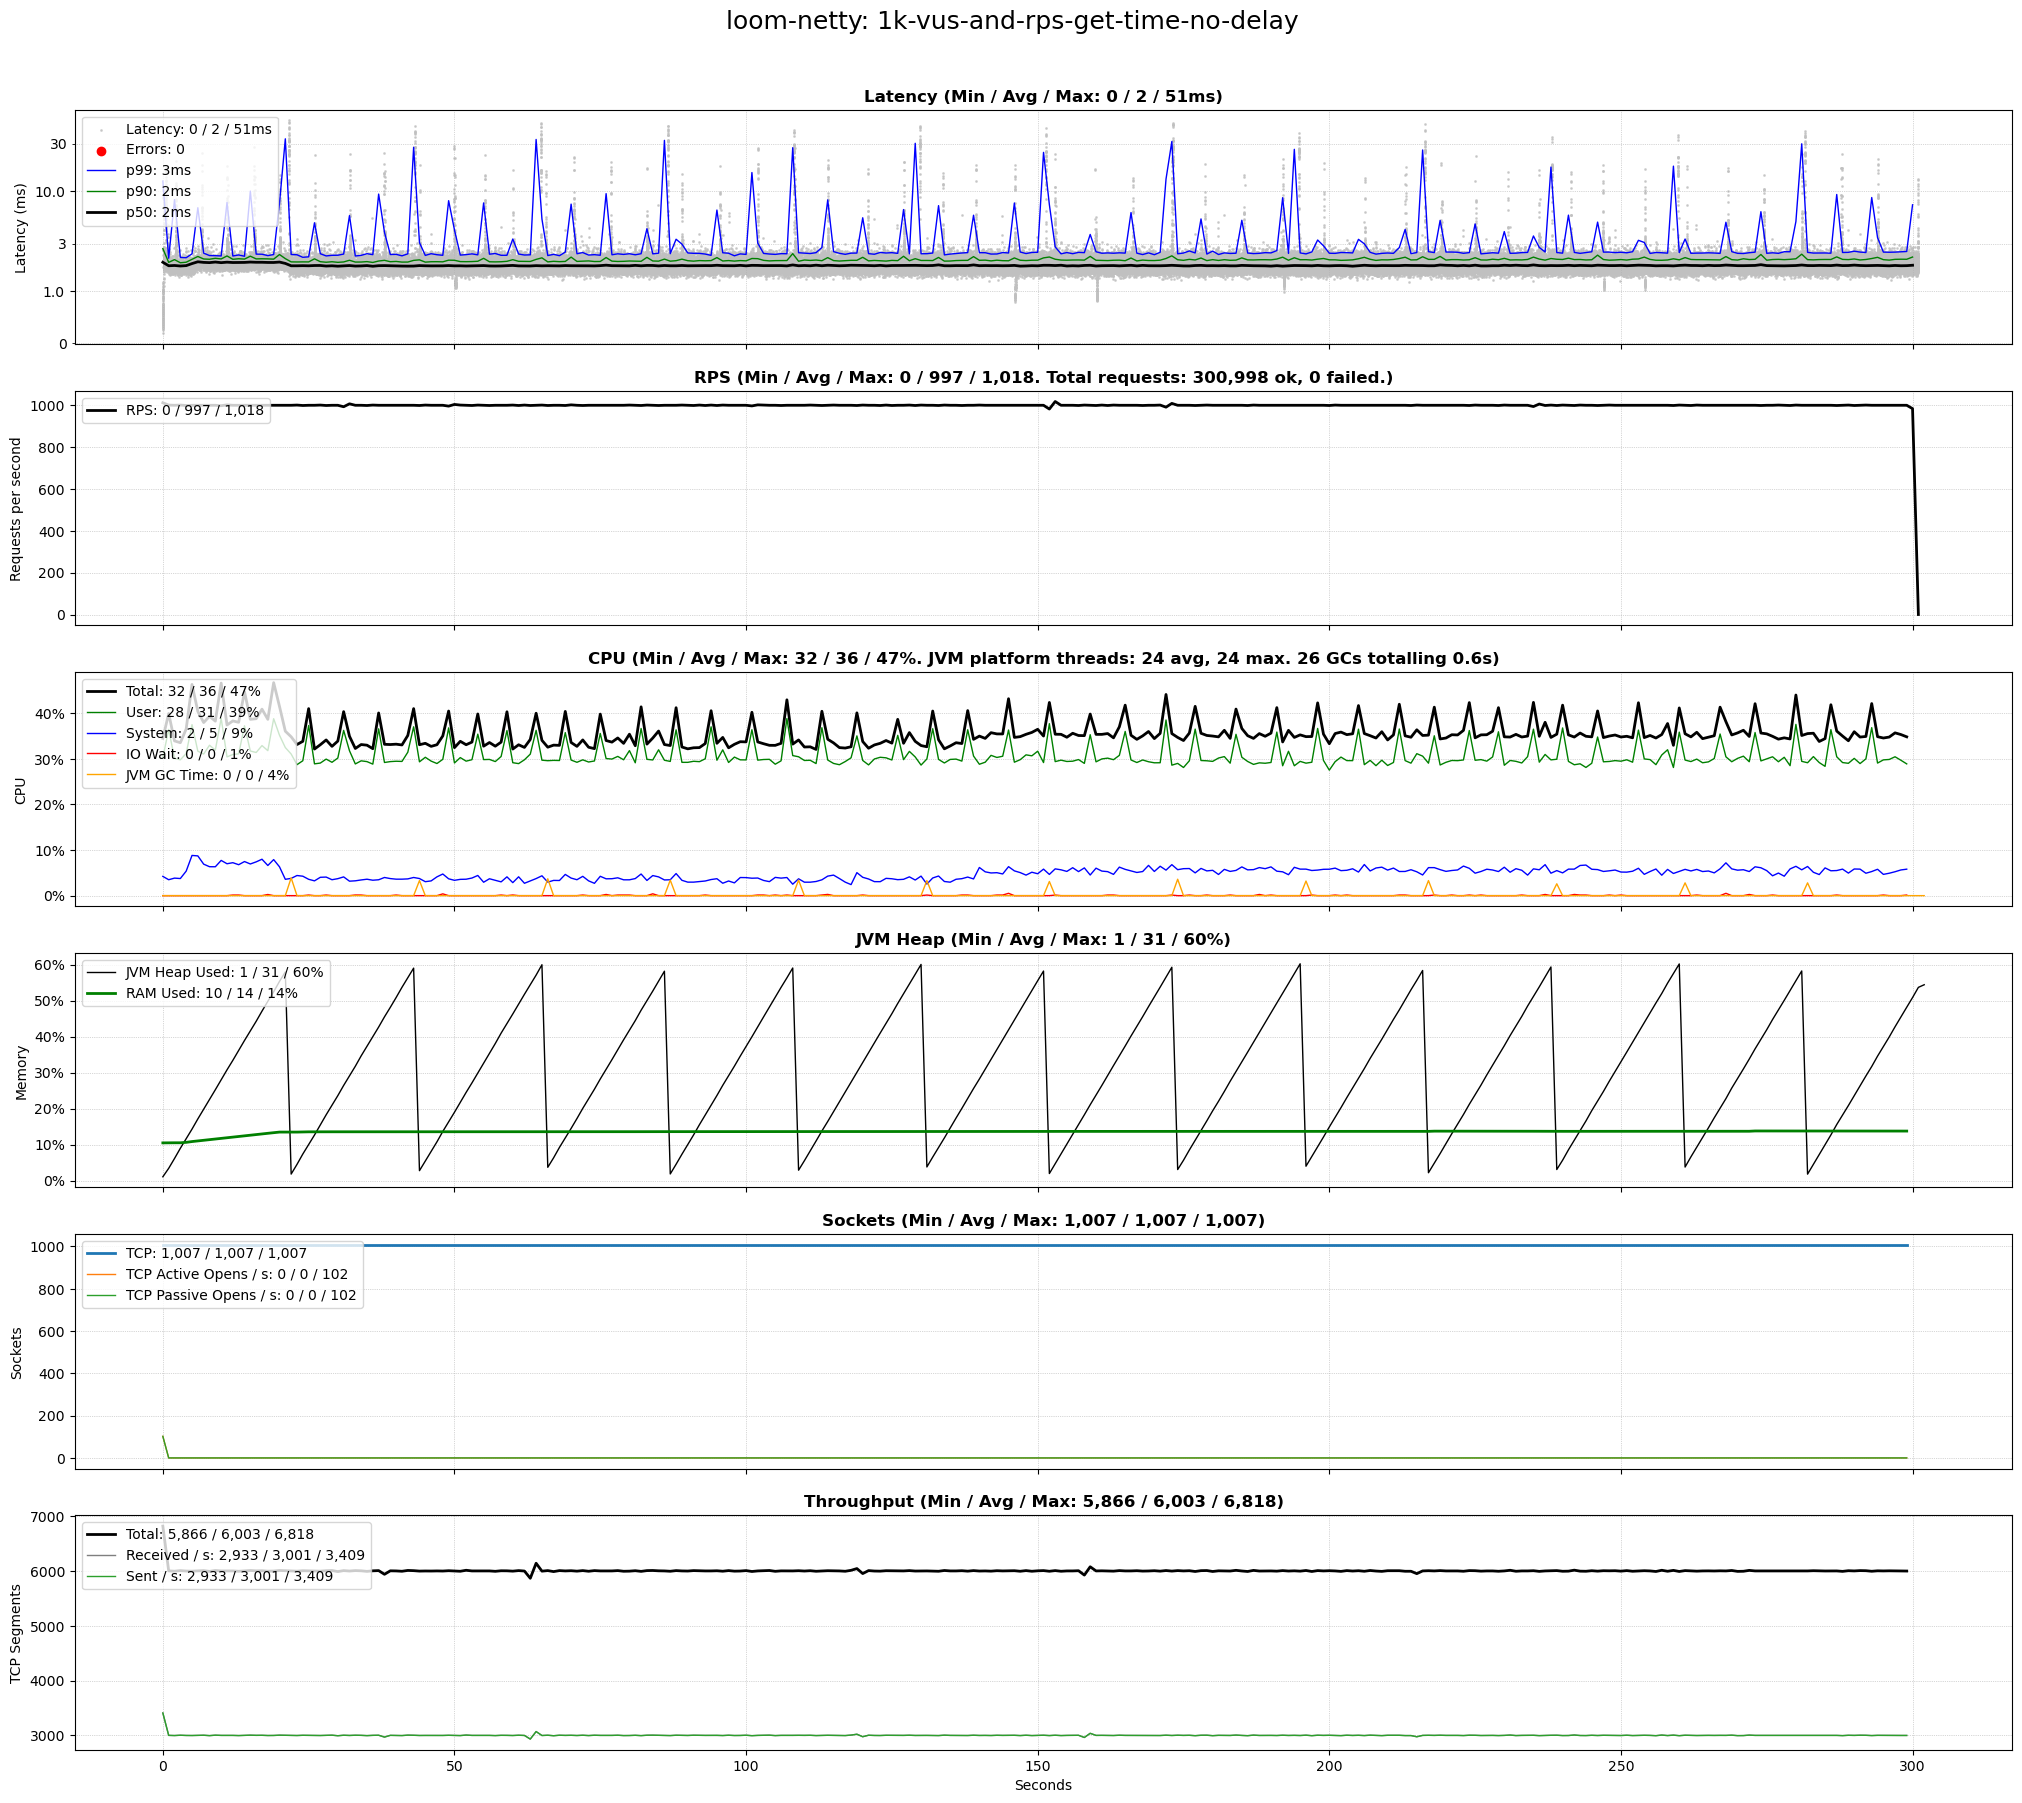 loom-netty: 1k-vus-and-rps-get-time-no-delay
Latency (Min / Avg / Max: 0 / 2 / 51ms)
Latency (ms)
30
10.0
3
1.0
0
Latency: 0 / 2 / 51ms
Errors: 0
p99: 3ms
p90: 2ms
p50: 2ms
RPS (Min / Avg / Max: 0 / 997 / 1,018. Total requests: 300,998 ok, 0 failed.)
Requests per second
1000
800
600
400
200
0
RPS: 0 / 997 / 1,018
CPU (Min / Avg / Max: 32 / 36 / 47%. JVM platform threads: 24 avg, 24 max. 26 GCs totalling 0.6s)
CPU
40%
30%
20%
10%
0%
Total: 32 / 36 / 47%
User: 28 / 31 / 39%
System: 2 / 5 / 9%
IO Wait: 0 / 0 / 1%
JVM GC Time: 0 / 0 / 4%
JVM Heap (Min / Avg / Max: 1 / 31 / 60%)
Memory
60%
50%
40%
30%
20%
10%
0%
JVM Heap Used: 1 / 31 / 60%
RAM Used: 10 / 14 / 14%
Sockets (Min / Avg / Max: 1,007 / 1,007 / 1,007)
Sockets
1000
800
600
400
200
0
TCP: 1,007 / 1,007 / 1,007
TCP Active Opens / s: 0 / 0 / 102
TCP Passive Opens / s: 0 / 0 / 102
Throughput (Min / Avg / Max: 5,866 / 6,003 / 6,818)
TCP Segments
7000
6000
5000
4000
3000
Total: 5,866 / 6,003 / 6,818
Received / s: 2,933 / 3,001 / 3,409
Sent / s: 2,933 / 3,001 / 3,409
0 50 100 150 200 250 300
Seconds